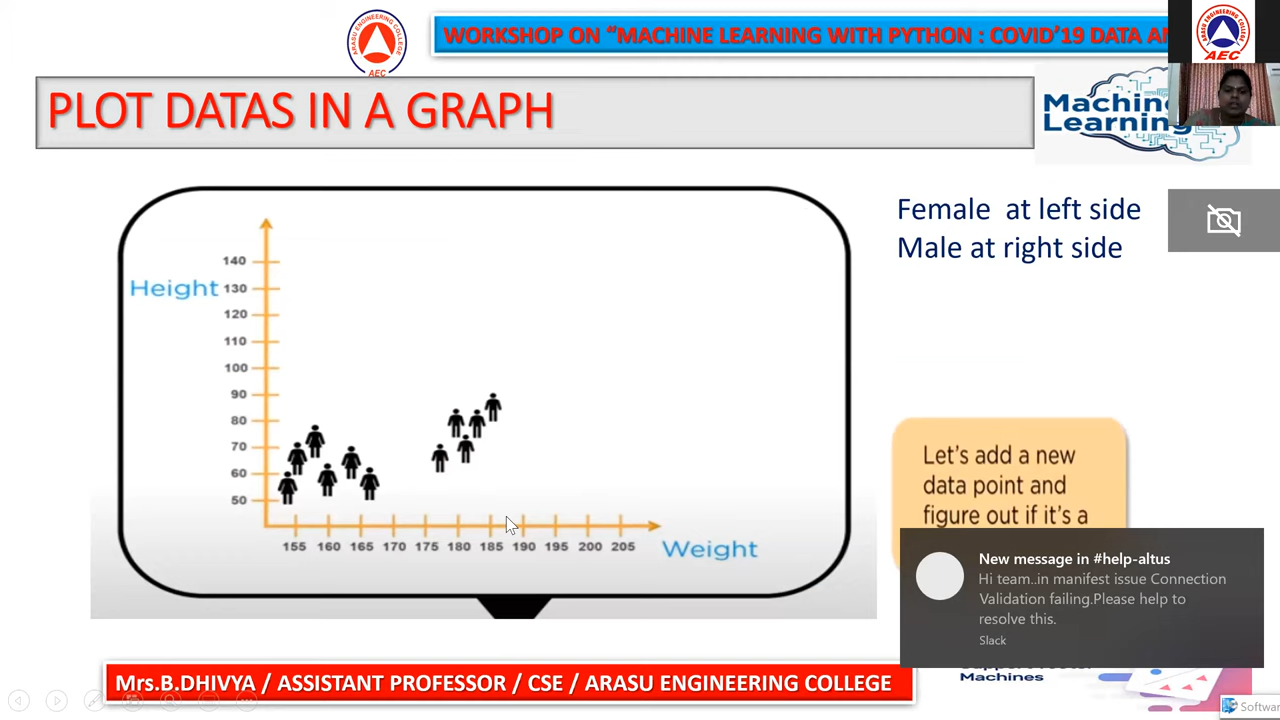 WORKSHOP ON “MACHINE LEARNING WITH PYTHON : COVID’19 DATA AN
AEC
AEC
PLOT DATAS IN A GRAPH
Machine
Learning
Female at left side
Male at right side
140
Height 130
120
110
100
90
80
70
60
50
155 160 165 170 175 180 185 190 195 200 205
Weight
Let's add a new
data point and
figure out if it's a
New message in #help-altus
Hi team..in manifest issue Connection
Validation failing.Please help to
resolve this.
Slack
Machines
Mrs.B.DHIVYA / ASSISTANT PROFESSOR / CSE / ARASU ENGINEERING COLLEGE
Softwar